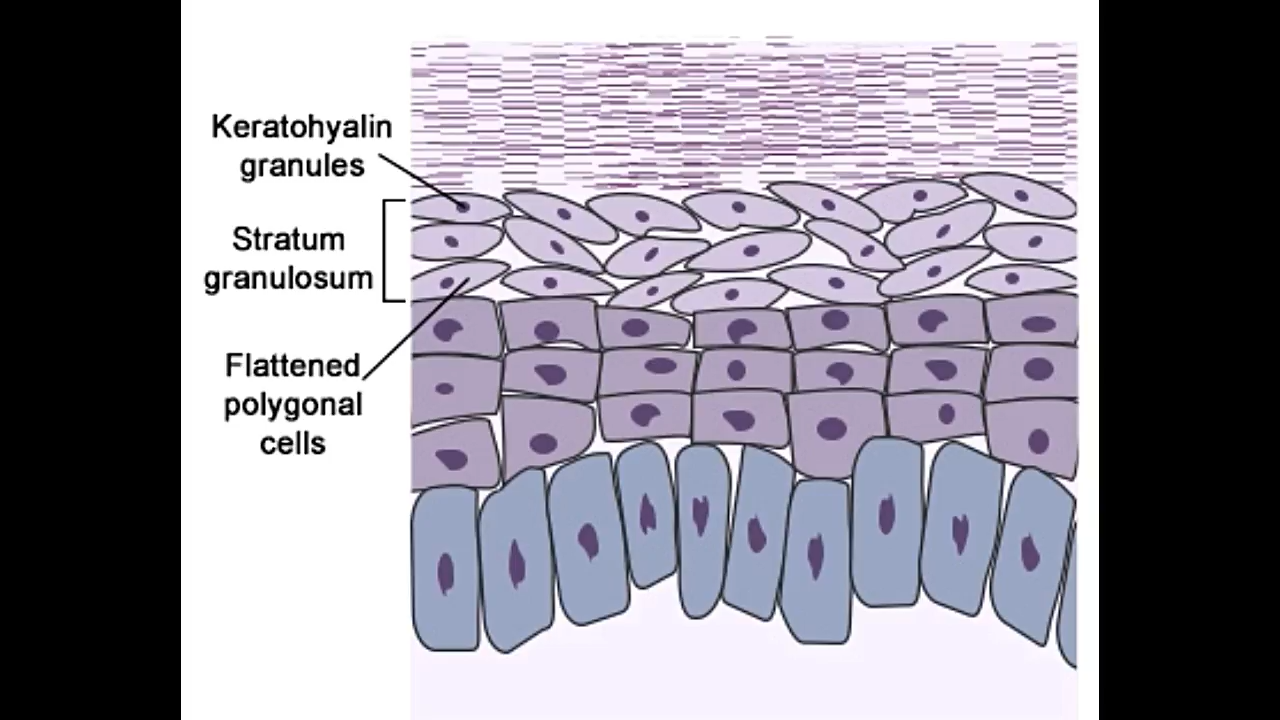 Keratohyalin
granules
Stratum
granulosum
Flattened
polygonal
cells